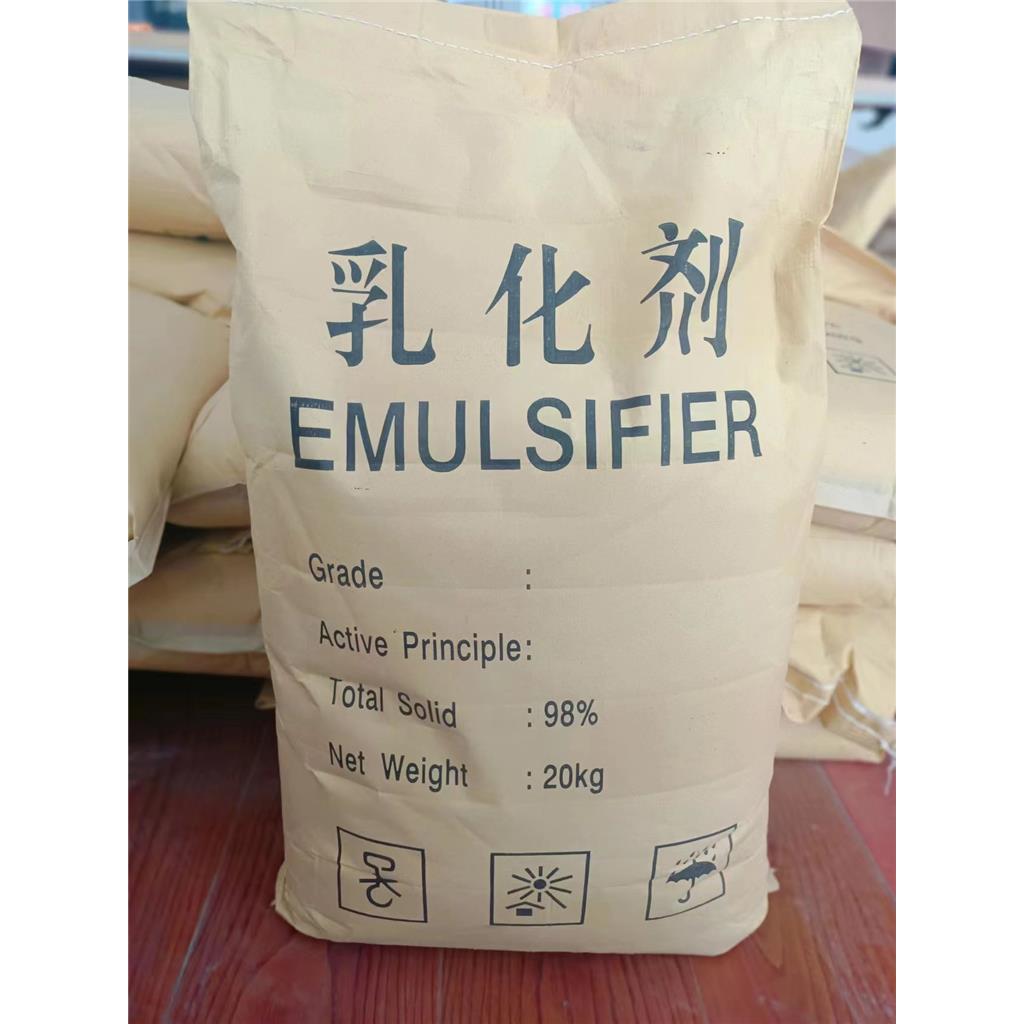 乳化剂
EMULSIFIER
Grade :
Active Principle:
Total Solid : 98%
Net Weight : 20kg